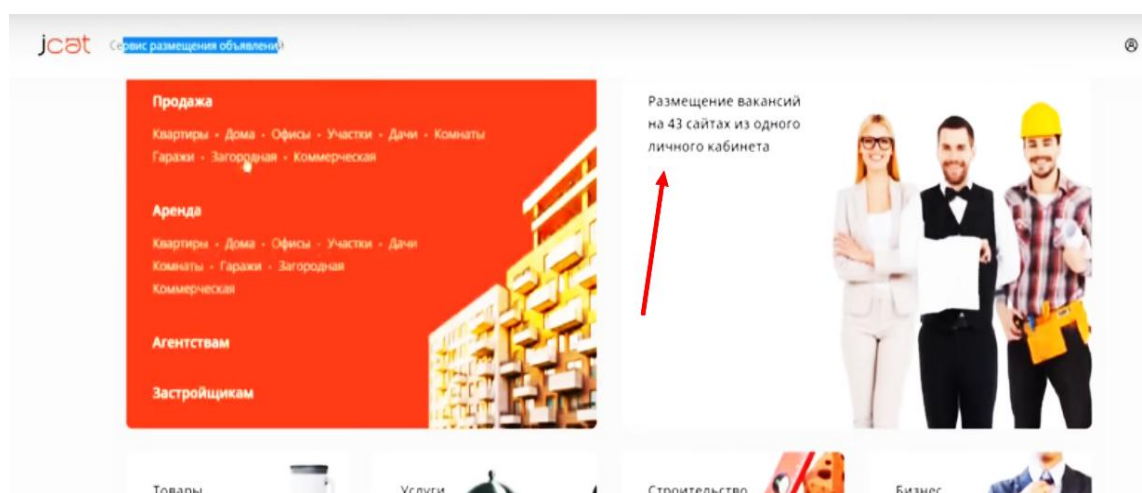 jcat Сервис размещения объявлений
Продажа
Квартиры • Дома • Офисы • Участки • Дачи • Комнаты
Гаражи • Загородная • Коммерческая
Аренда
Квартиры • Дома • Офисы • Участки • Дачи
Комнаты • Гаражи • Загородная
Коммерческая
Агентствам
Застройщикам
Размещение вакансий
на 43 сайтах из одного
личного кабинета
Товары
Услуги
Строительство
Бизнес